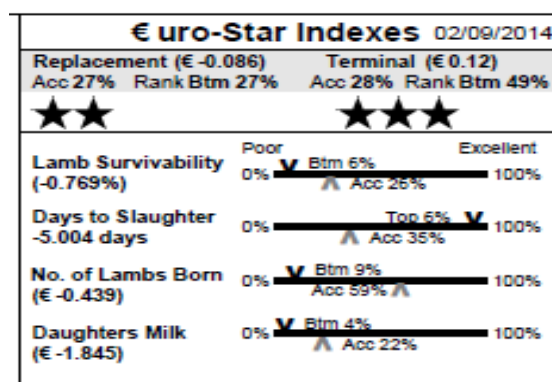 € uro-Star Indexes 02/09/2014
Replacement (€ -0.086) Terminal (€ 0.12)
Acc 27% Rank Btm 27% Acc 28% Rank Btm 49%
Poor Excellent
Lamb Survivability 0% Btm 6% 100%
(-0.769%) Acc 26%
Days to Slaughter 0% Top 6% 100%
-5.004 days Acc 35%
No. of Lambs Born 0% Btm 9% 100%
(€ -0.439) Acc 59%
Daughters Milk 0% Btm 4% 100%
(€ -1.845) Acc 22%